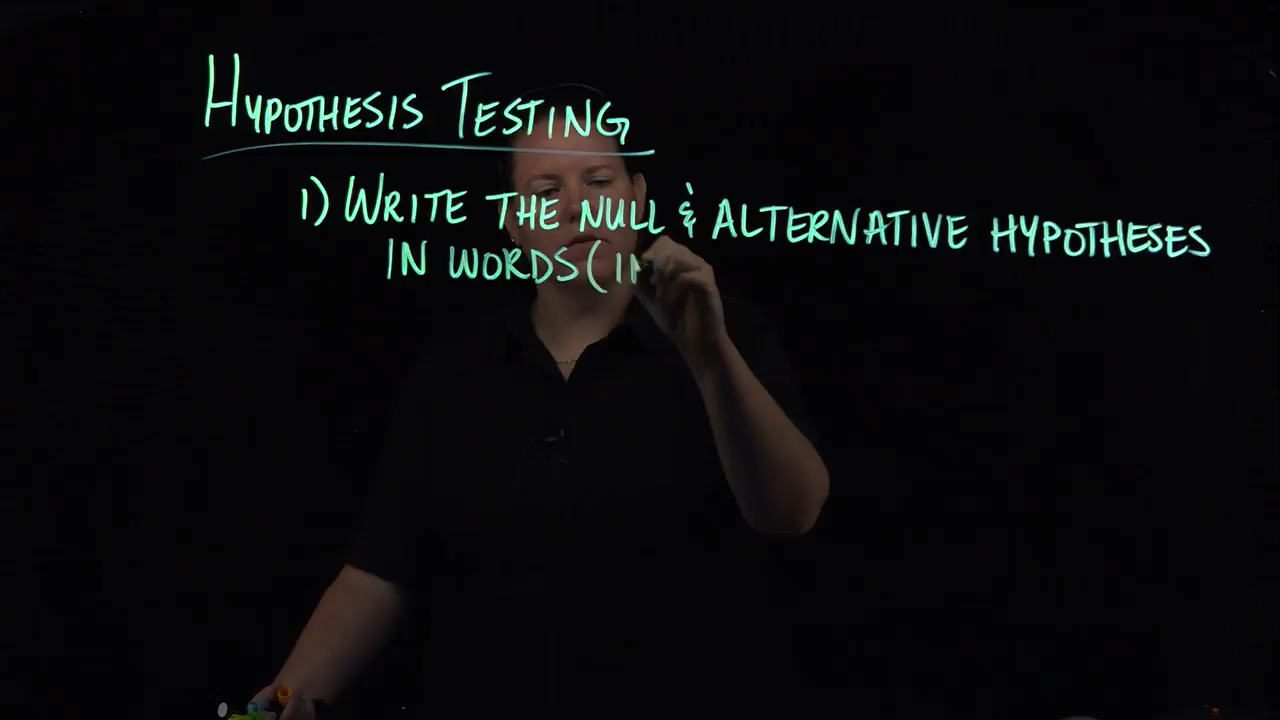 HYPOTHESIS TESTING
1) WRITE THE NULL & ALTERNATIVE HYPOTHESES
IN WORDS (